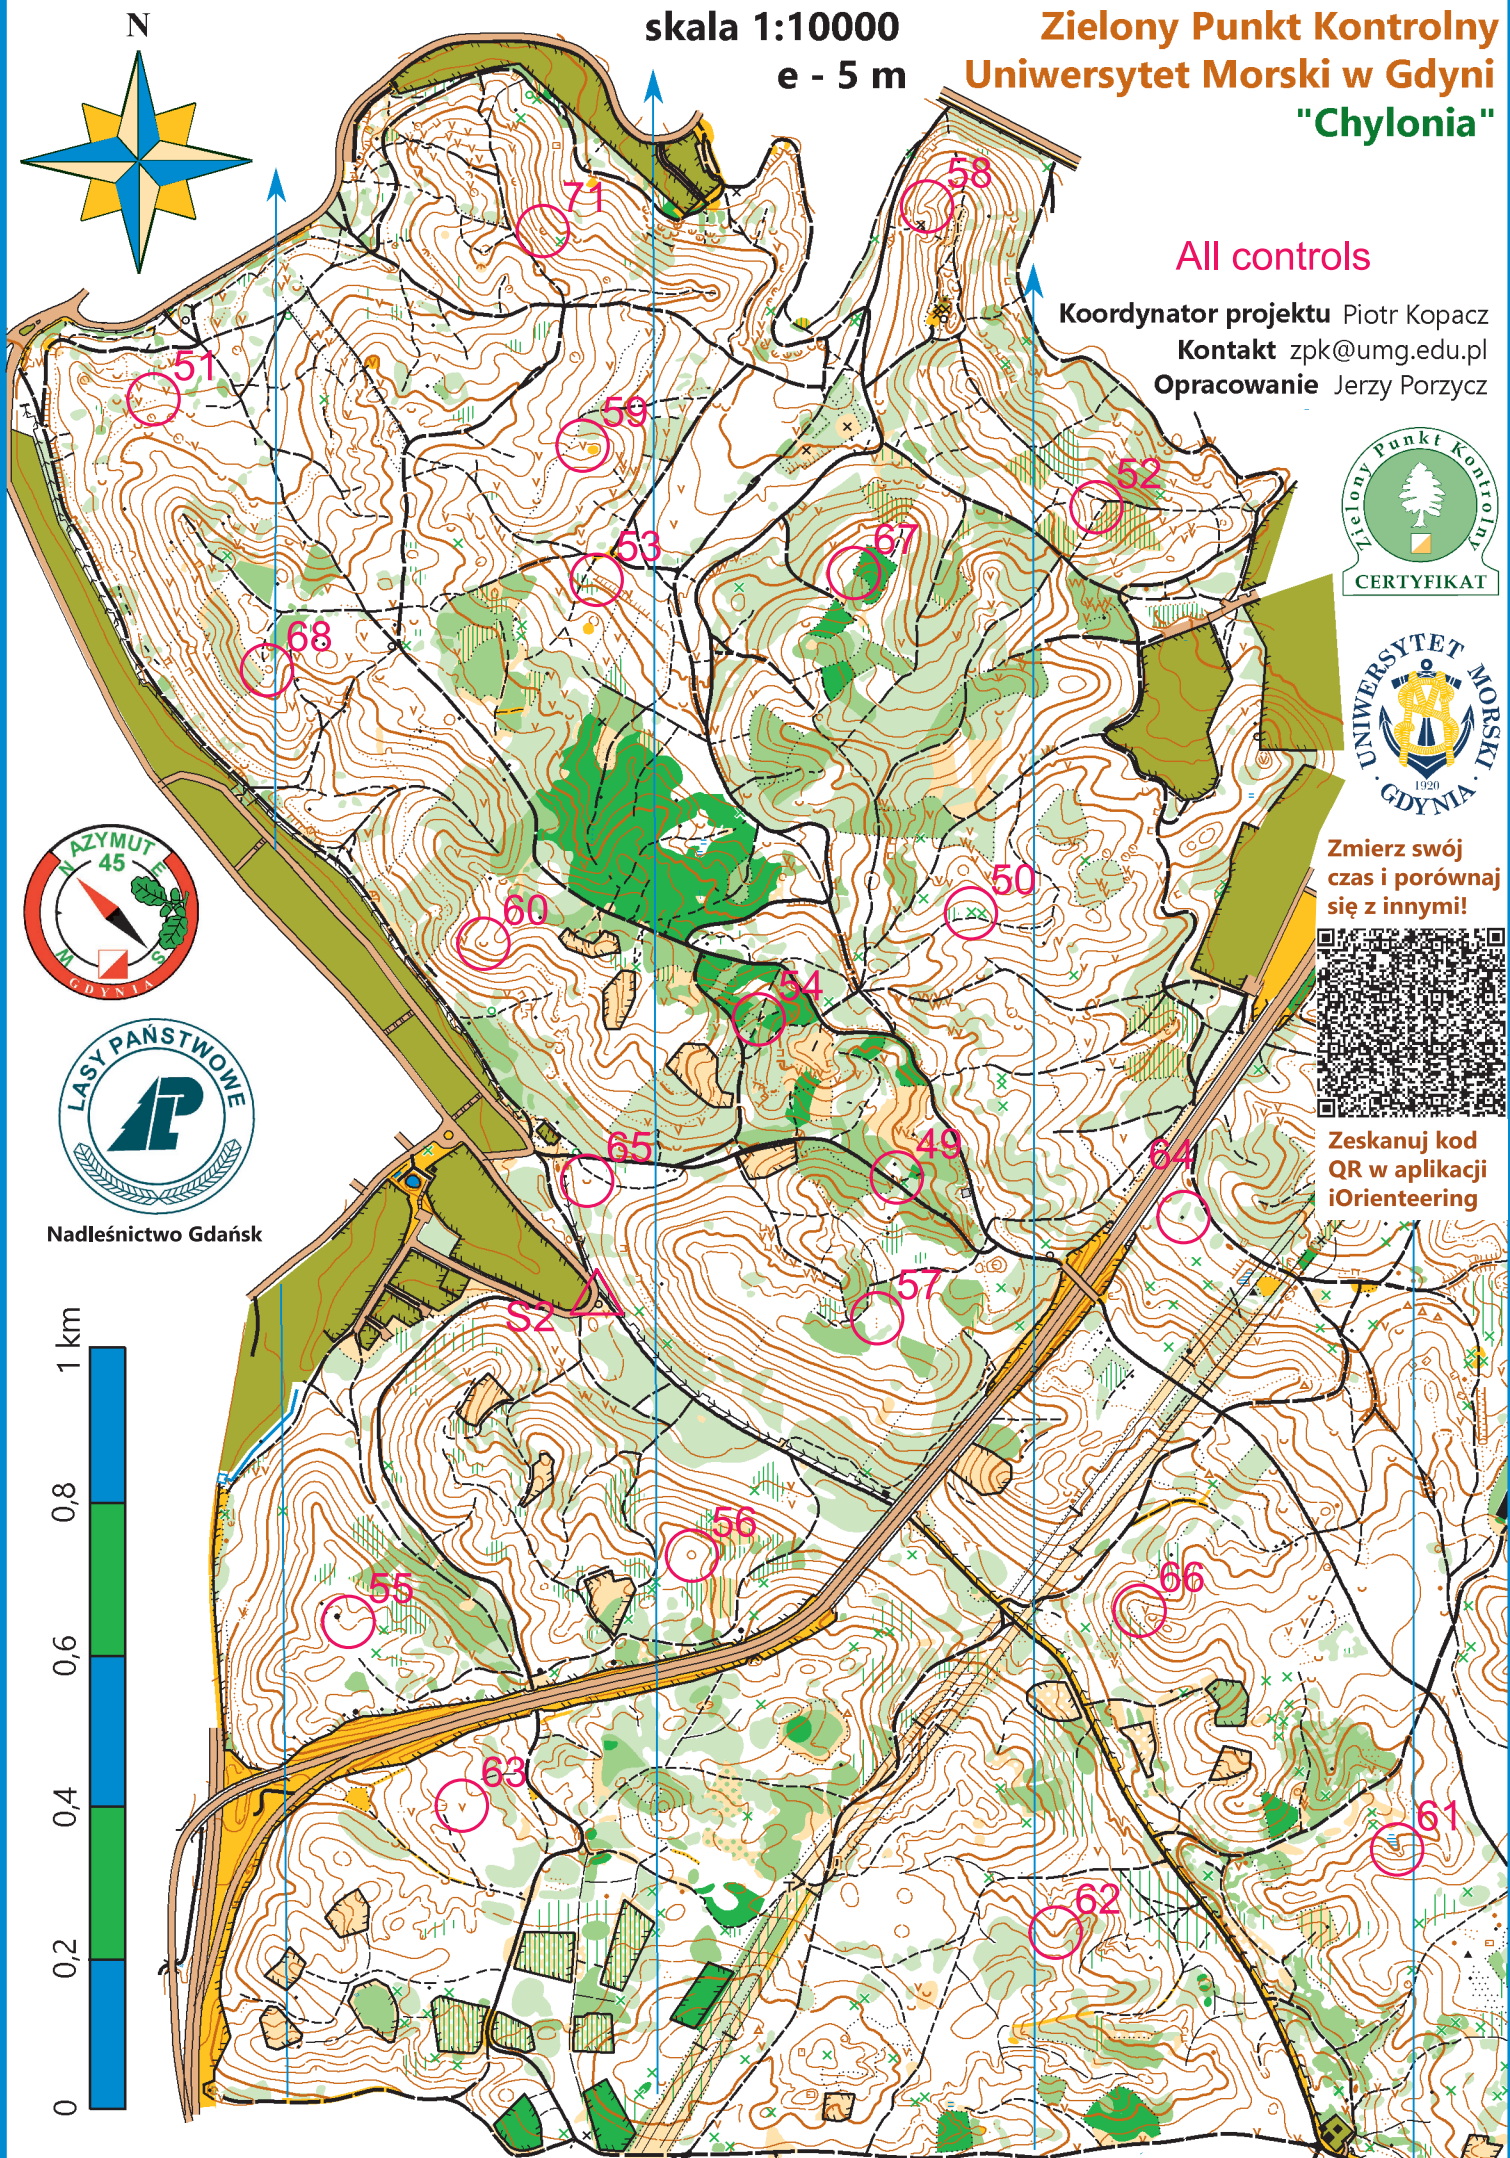 N
skala 1:10000
e - 5 m
Zielony Punkt Kontrolny
Uniwersytet Morski w Gdyni
"Chylonia"
All controls
Koordynator projektu Piotr Kopacz
Kontakt zpk@umg.edu.pl
Opracowanie Jerzy Porzycz
Zielony Punkt Kontrolny
CERTYFIKAT
UNIWERSYTET MORSKI
· GDYNIA ·
1920
Zmierz swój
czas i porównaj
się z innymi!
Zeskanuj kod
QR w aplikacji
iOrienteering
N AZYMUT E
45
W S
GDYNIA
LASY PAŃSTWOWE
LP
Nadleśnictwo Gdańsk
1 km
0,8
0,6
0,4
0,2
0
58
71
51
59
52
53
67
68
50
60
54
65
49
64
57
S2
56
55
66
63
61
62